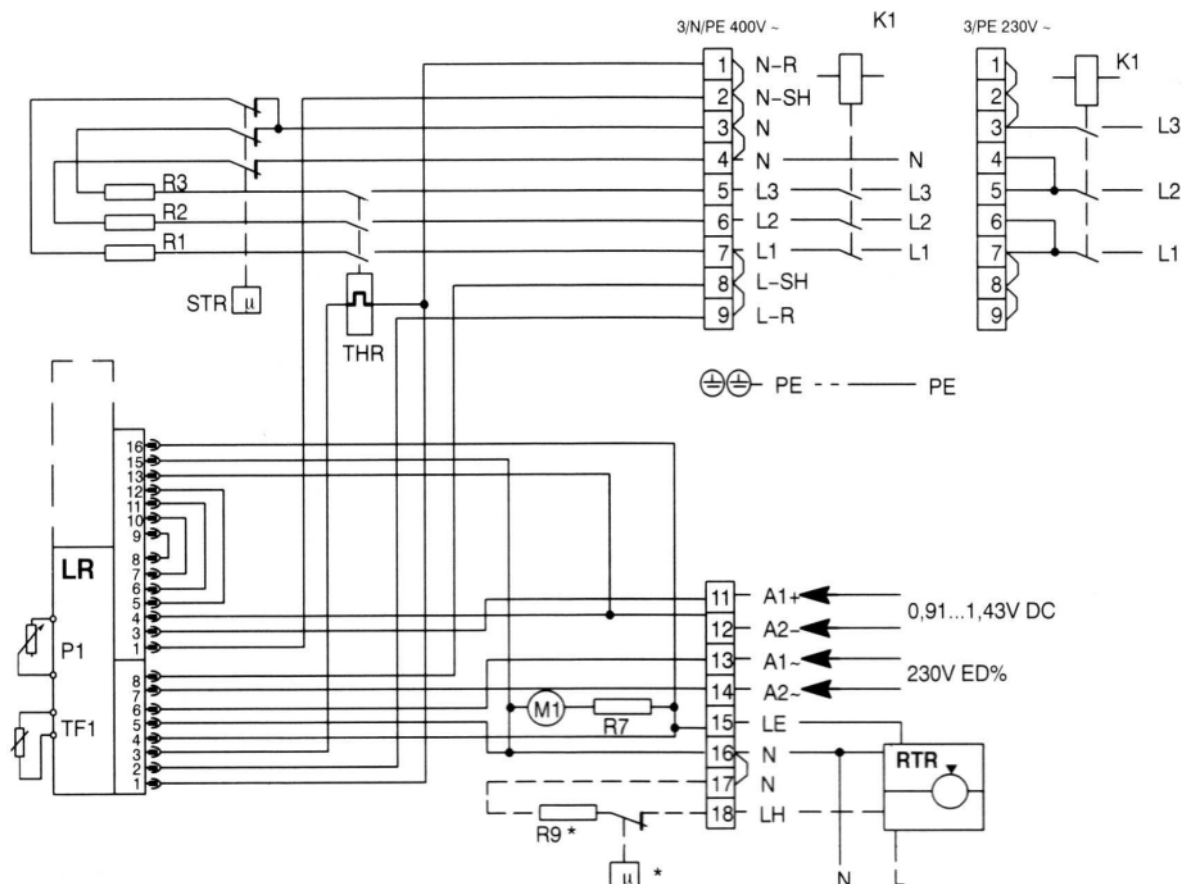 3/N/PE 400V ~
K1
3/PE 230V ~
K1
1 N-R
2 N-SH
3 N
4 N N
5 L3 L3
6 L2 L2
7 L1 L1
8 L-SH
9 L-R
1
2
3 L3
4
5 L2
6
7 L1
8
9
R3
R2
R1
STR µ
THR
PE PE
16
15
13
12
11
10
9
8
7
6
5
4
3
1
LR
P1
TF1
8
7
6
5
4
3
2
1
11 A1+
12 A2-
0,91...1,43V DC
13 A1~
14 A2~
230V ED%
15 LE
16 N
17 N
18 LH
M1
R7
RTR
R9 *
µ *
N L